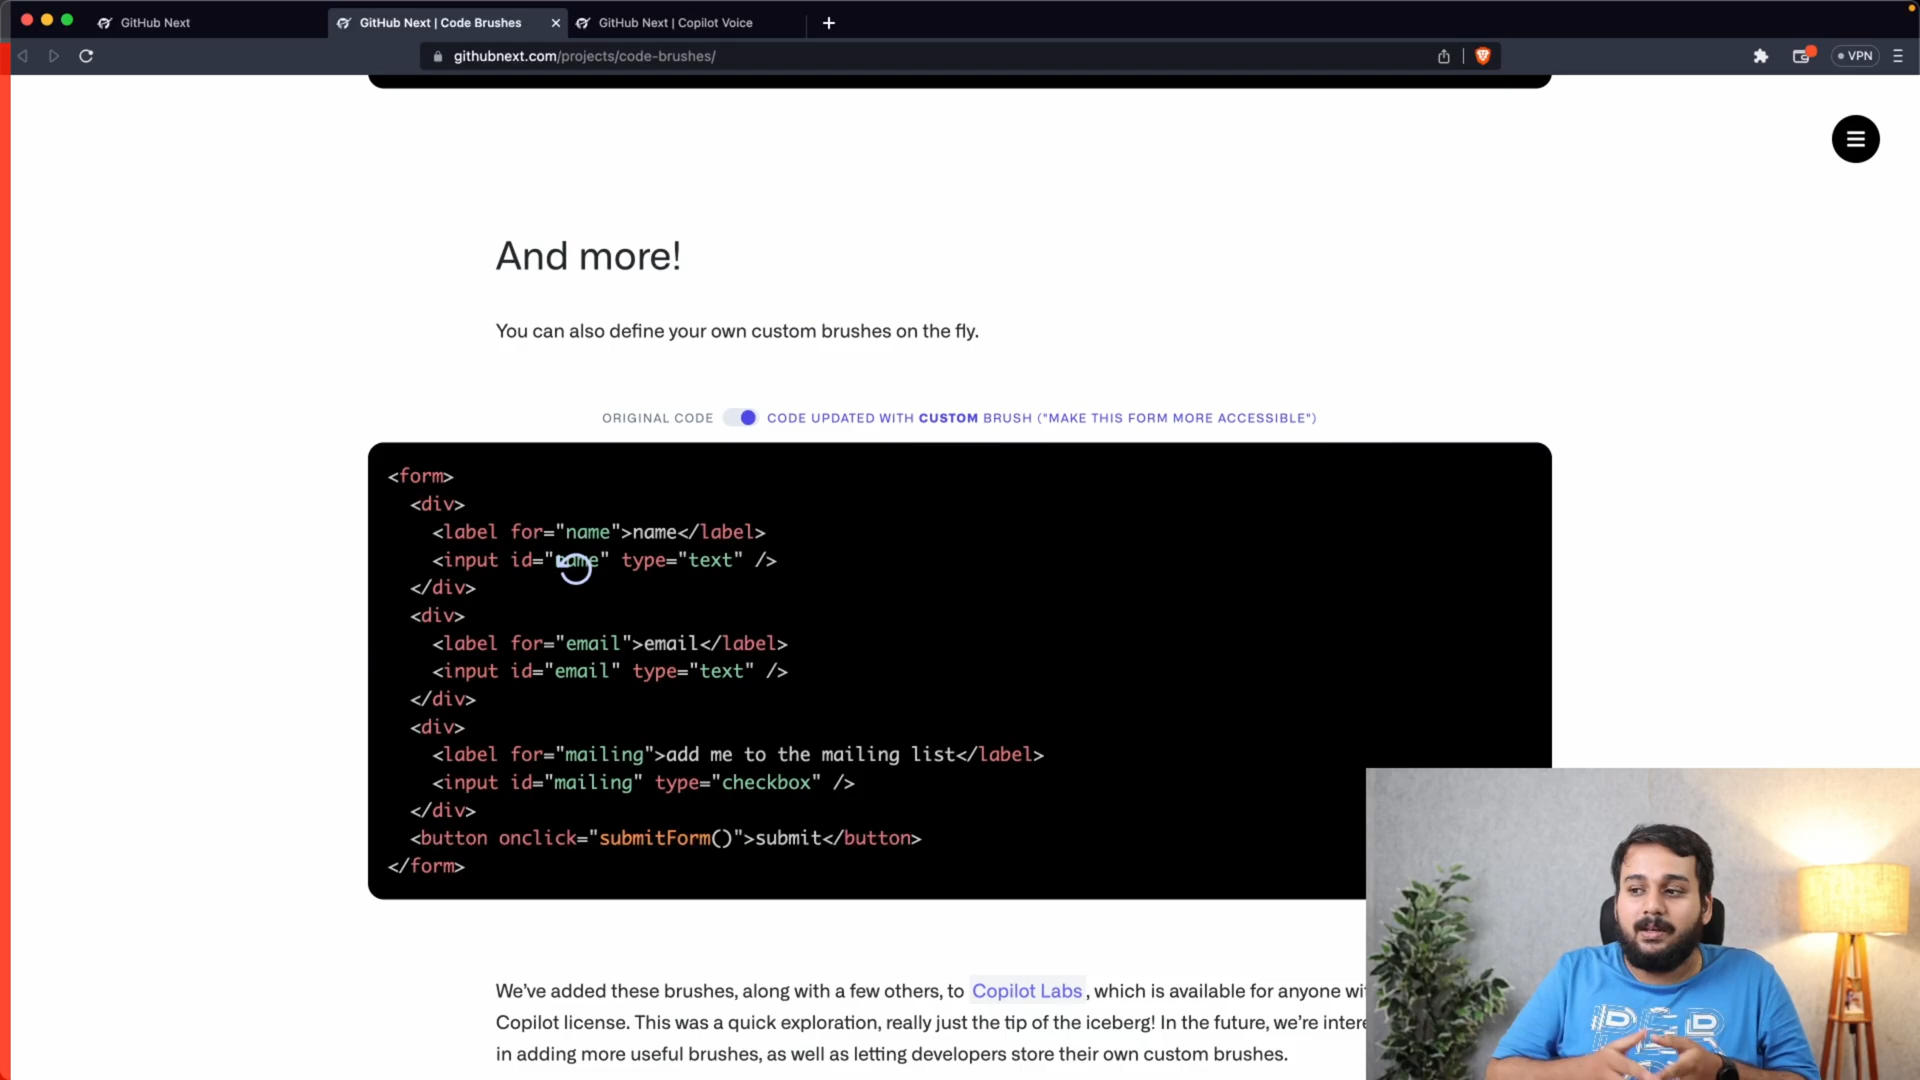 GitHub Next
GitHub Next | Code Brushes
GitHub Next | Copilot Voice
githubnext.com/projects/code-brushes/
VPN
And more!
You can also define your own custom brushes on the fly.
ORIGINAL CODE CODE UPDATED WITH CUSTOM BRUSH ("MAKE THIS FORM MORE ACCESSIBLE")
<form>
<div>
<label for="name">name</label>
<input id="name" type="text" />
</div>
<div>
<label for="email">email</label>
<input id="email" type="text" />
</div>
<div>
<label for="mailing">add me to the mailing list</label>
<input id="mailing" type="checkbox" />
</div>
<button onclick="submitForm()">submit</button>
</form>
We've added these brushes, along with a few others, to Copilot Labs, which is available for anyone wi
Copilot license. This was a quick exploration, really just the tip of the iceberg! In the future, we're intere
in adding more useful brushes, as well as letting developers store their own custom brushes.